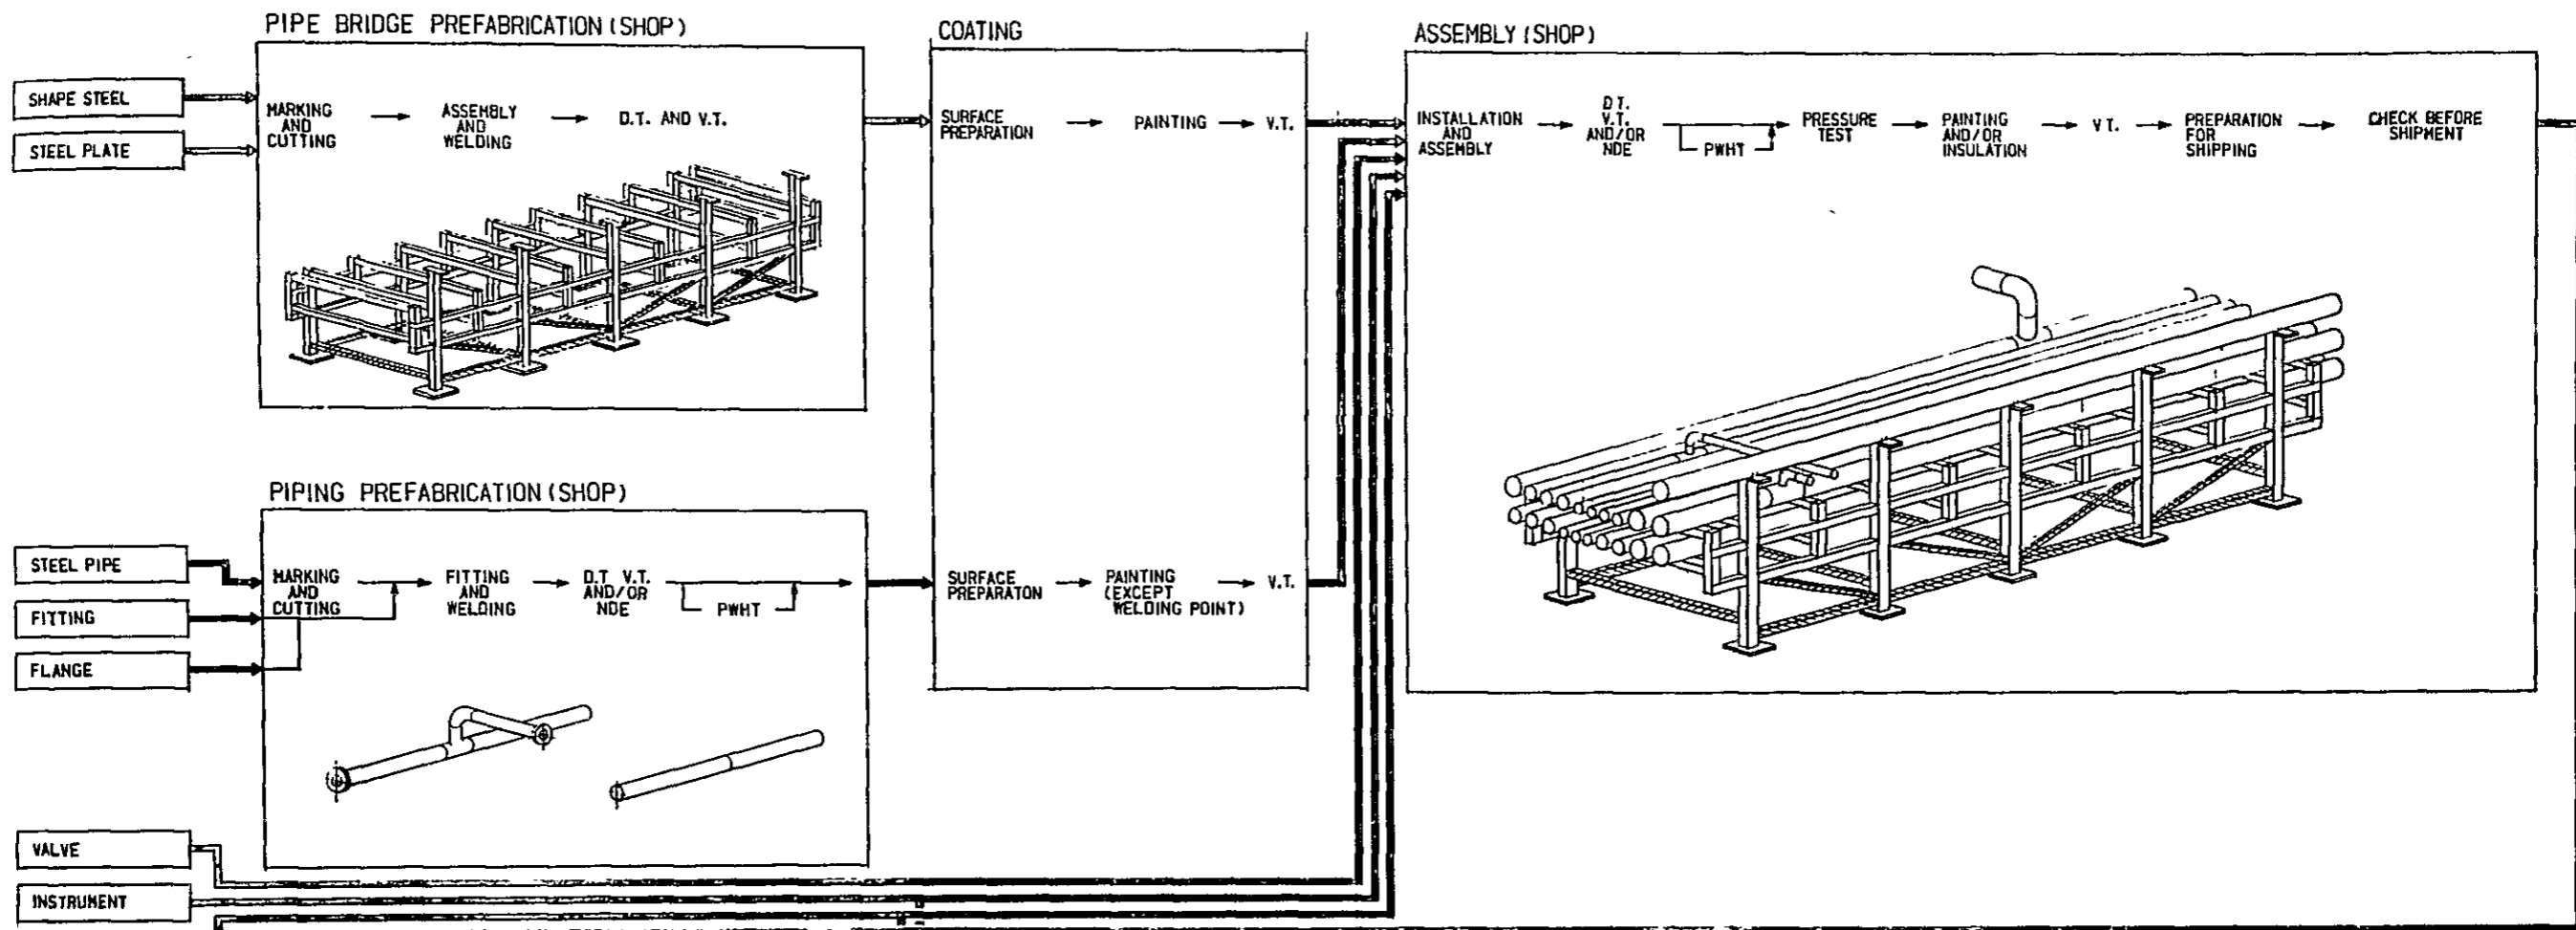 PIPE BRIDGE PREFABRICATION (SHOP)
SHAPE STEEL
STEEL PLATE
MARKING
AND
CUTTING
ASSEMBLY
AND
WELDING
D.T. AND V.T.
COATING
SURFACE
PREPARATION
PAINTING
V.T.
ASSEMBLY (SHOP)
INSTALLATION
AND
ASSEMBLY
D T.
V.T.
AND/OR
NDE
PWHT
PRESSURE
TEST
PAINTING
AND/OR
INSULATION
V T.
PREPARATION
FOR
SHIPPING
CHECK BEFORE
SHIPMENT
PIPING PREFABRICATION (SHOP)
STEEL PIPE
FITTING
FLANGE
MARKING
AND
CUTTING
FITTING
AND
WELDING
D.T V.T.
AND/OR
NDE
PWHT
SURFACE
PREPARATON
PAINTING
(EXCEPT
WELDING POINT)
V.T.
VALVE
INSTRUMENT